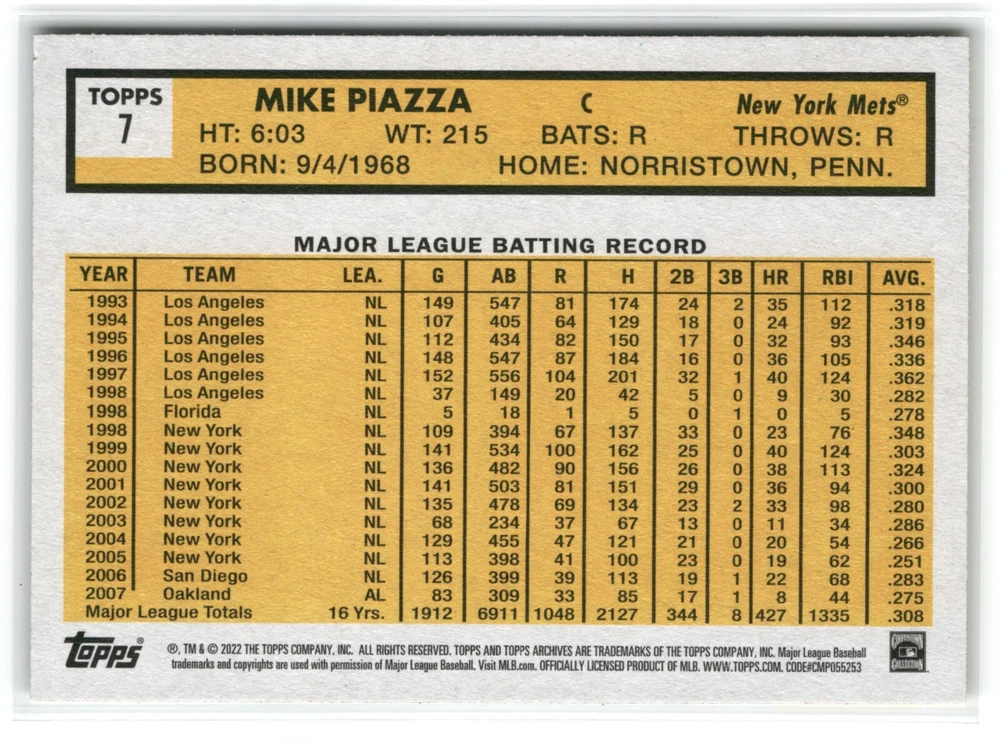 TOPPS MIKE PIAZZA C New York Mets®
7 HT: 6:03 WT: 215 BATS: R THROWS: R
BORN: 9/4/1968 HOME: NORRISTOWN, PENN.
MAJOR LEAGUE BATTING RECORD
YEAR TEAM LEA. G AB R H 2B 3B HR RBI AVG.
1993 Los Angeles NL 149 547 81 174 24 2 35 112 .318
1994 Los Angeles NL 107 405 64 129 18 0 24 92 .319
1995 Los Angeles NL 112 434 82 150 17 0 32 93 .346
1996 Los Angeles NL 148 547 87 184 16 0 36 105 .336
1997 Los Angeles NL 152 556 104 201 32 1 40 124 .362
1998 Los Angeles NL 37 149 20 42 5 0 9 30 .282
1998 Florida NL 5 18 1 5 0 1 0 5 .278
1998 New York NL 109 394 67 137 33 0 23 76 .348
1999 New York NL 141 534 100 162 25 0 40 124 .303
2000 New York NL 136 482 90 156 26 0 38 113 .324
2001 New York NL 141 503 81 151 29 0 36 94 .300
2002 New York NL 135 478 69 134 23 2 33 98 .280
2003 New York NL 68 234 37 67 13 0 11 34 .286
2004 New York NL 129 455 47 121 21 0 20 54 .266
2005 New York NL 113 398 41 100 23 0 19 62 .251
2006 San Diego NL 126 399 39 113 19 1 22 68 .283
2007 Oakland AL 83 309 33 85 17 1 8 44 .275
Major League Totals 16 Yrs. 1912 6911 1048 2127 344 8 427 1335 .308
Topps® ®, TM & © 2022 THE TOPPS COMPANY, INC. ALL RIGHTS RESERVED. TOPPS AND TOPPS ARCHIVES ARE TRADEMARKS OF THE TOPPS COMPANY, INC. Major League Baseball
trademarks and copyrights are used with permission of Major League Baseball. Visit MLB.com. OFFICIALLY LICENSED PRODUCT OF MLB. WWW.TOPPS.COM. CODE#CMP055253
COOPERSTOWN
COLLECTION